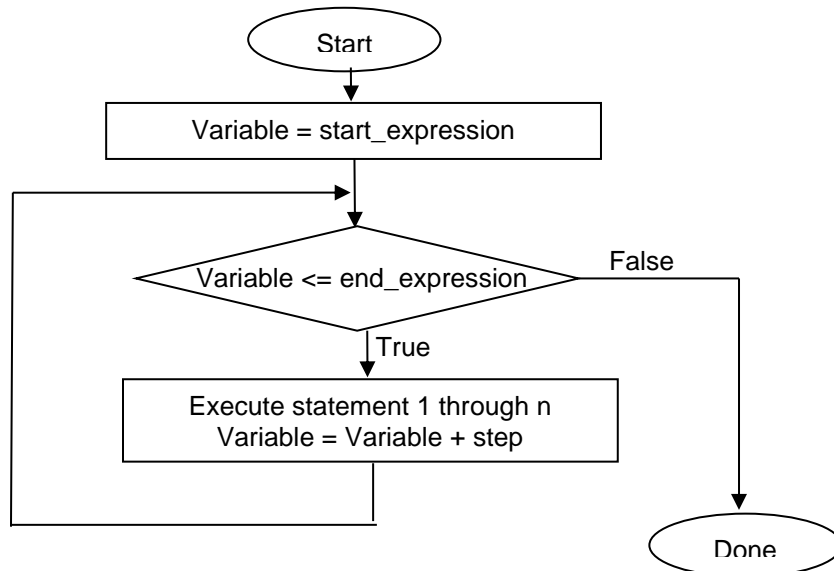 Start
Variable = start_expression
Variable <= end_expression
False
True
Execute statement 1 through n
Variable = Variable + step
Done